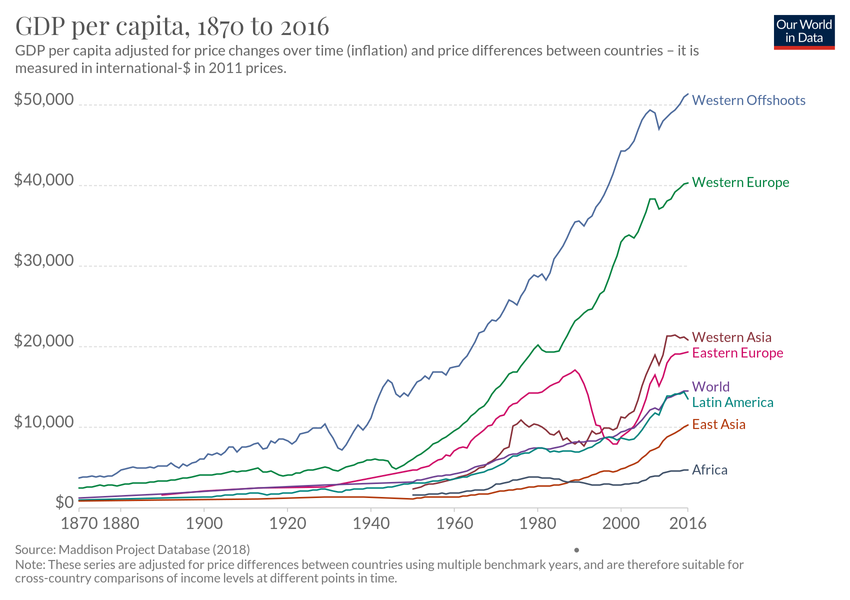 GDP per capita, 1870 to 2016
Our World
in Data
GDP per capita adjusted for price changes over time (inflation) and price differences between countries – it is
measured in international-$ in 2011 prices.
$50,000
Western Offshoots
$40,000
Western Europe
$30,000
$20,000
Western Asia
Eastern Europe
World
Latin America
$10,000
East Asia
Africa
$0
1870 1880 1900 1920 1940 1960 1980 2000 2016
Source: Maddison Project Database (2018)
Note: These series are adjusted for price differences between countries using multiple benchmark years, and are therefore suitable for
cross-country comparisons of income levels at different points in time.